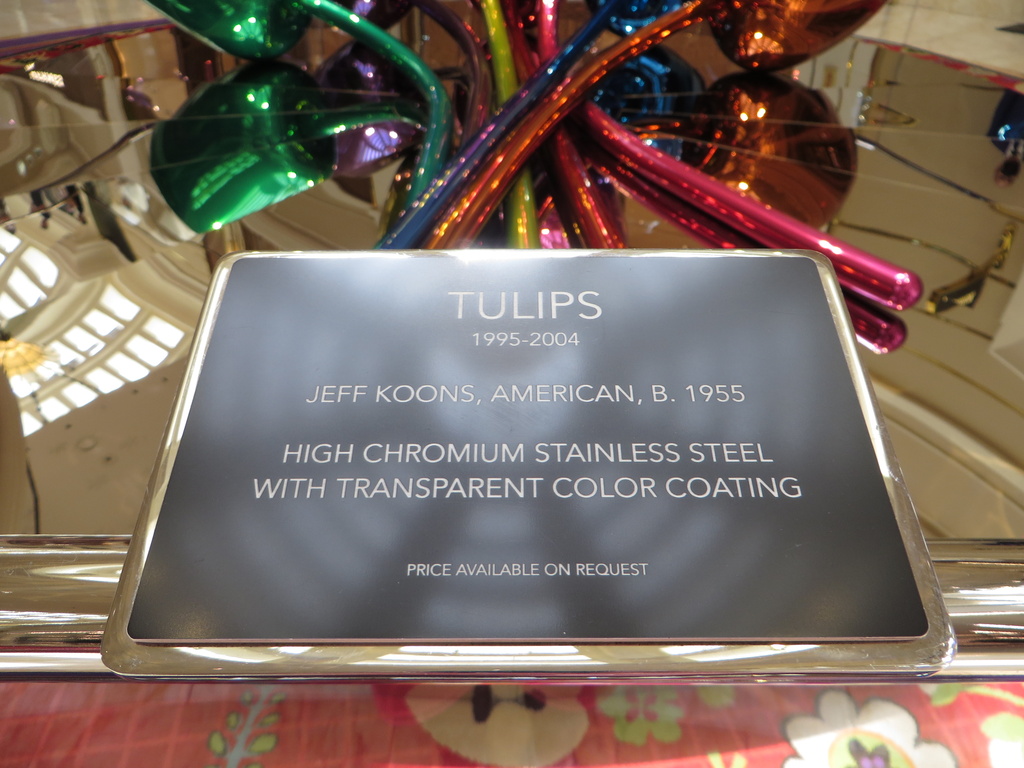 TULIPS
1995-2004
JEFF KOONS, AMERICAN, B. 1955
HIGH CHROMIUM STAINLESS STEEL
WITH TRANSPARENT COLOR COATING
PRICE AVAILABLE ON REQUEST